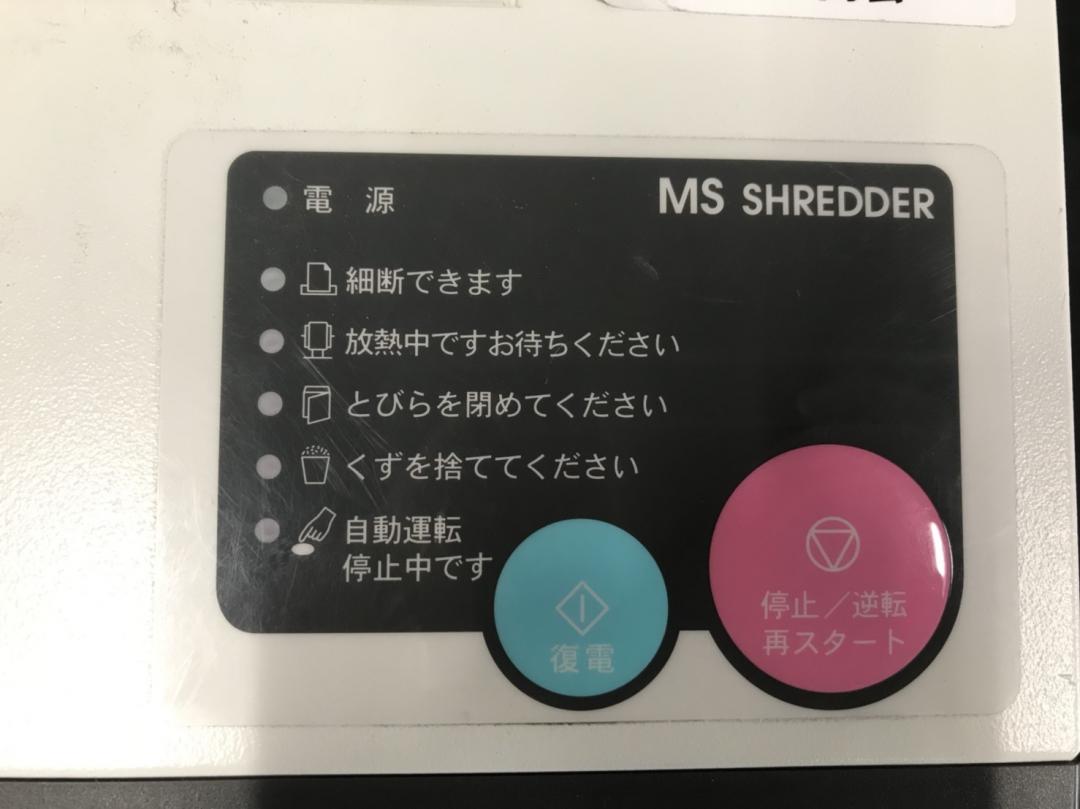 電 源
MS SHREDDER
細断できます
放熱中ですお待ちください
とびらを閉めてください
くずを捨ててください
自動運転
停止中です
復電
停止/逆転
再スタート